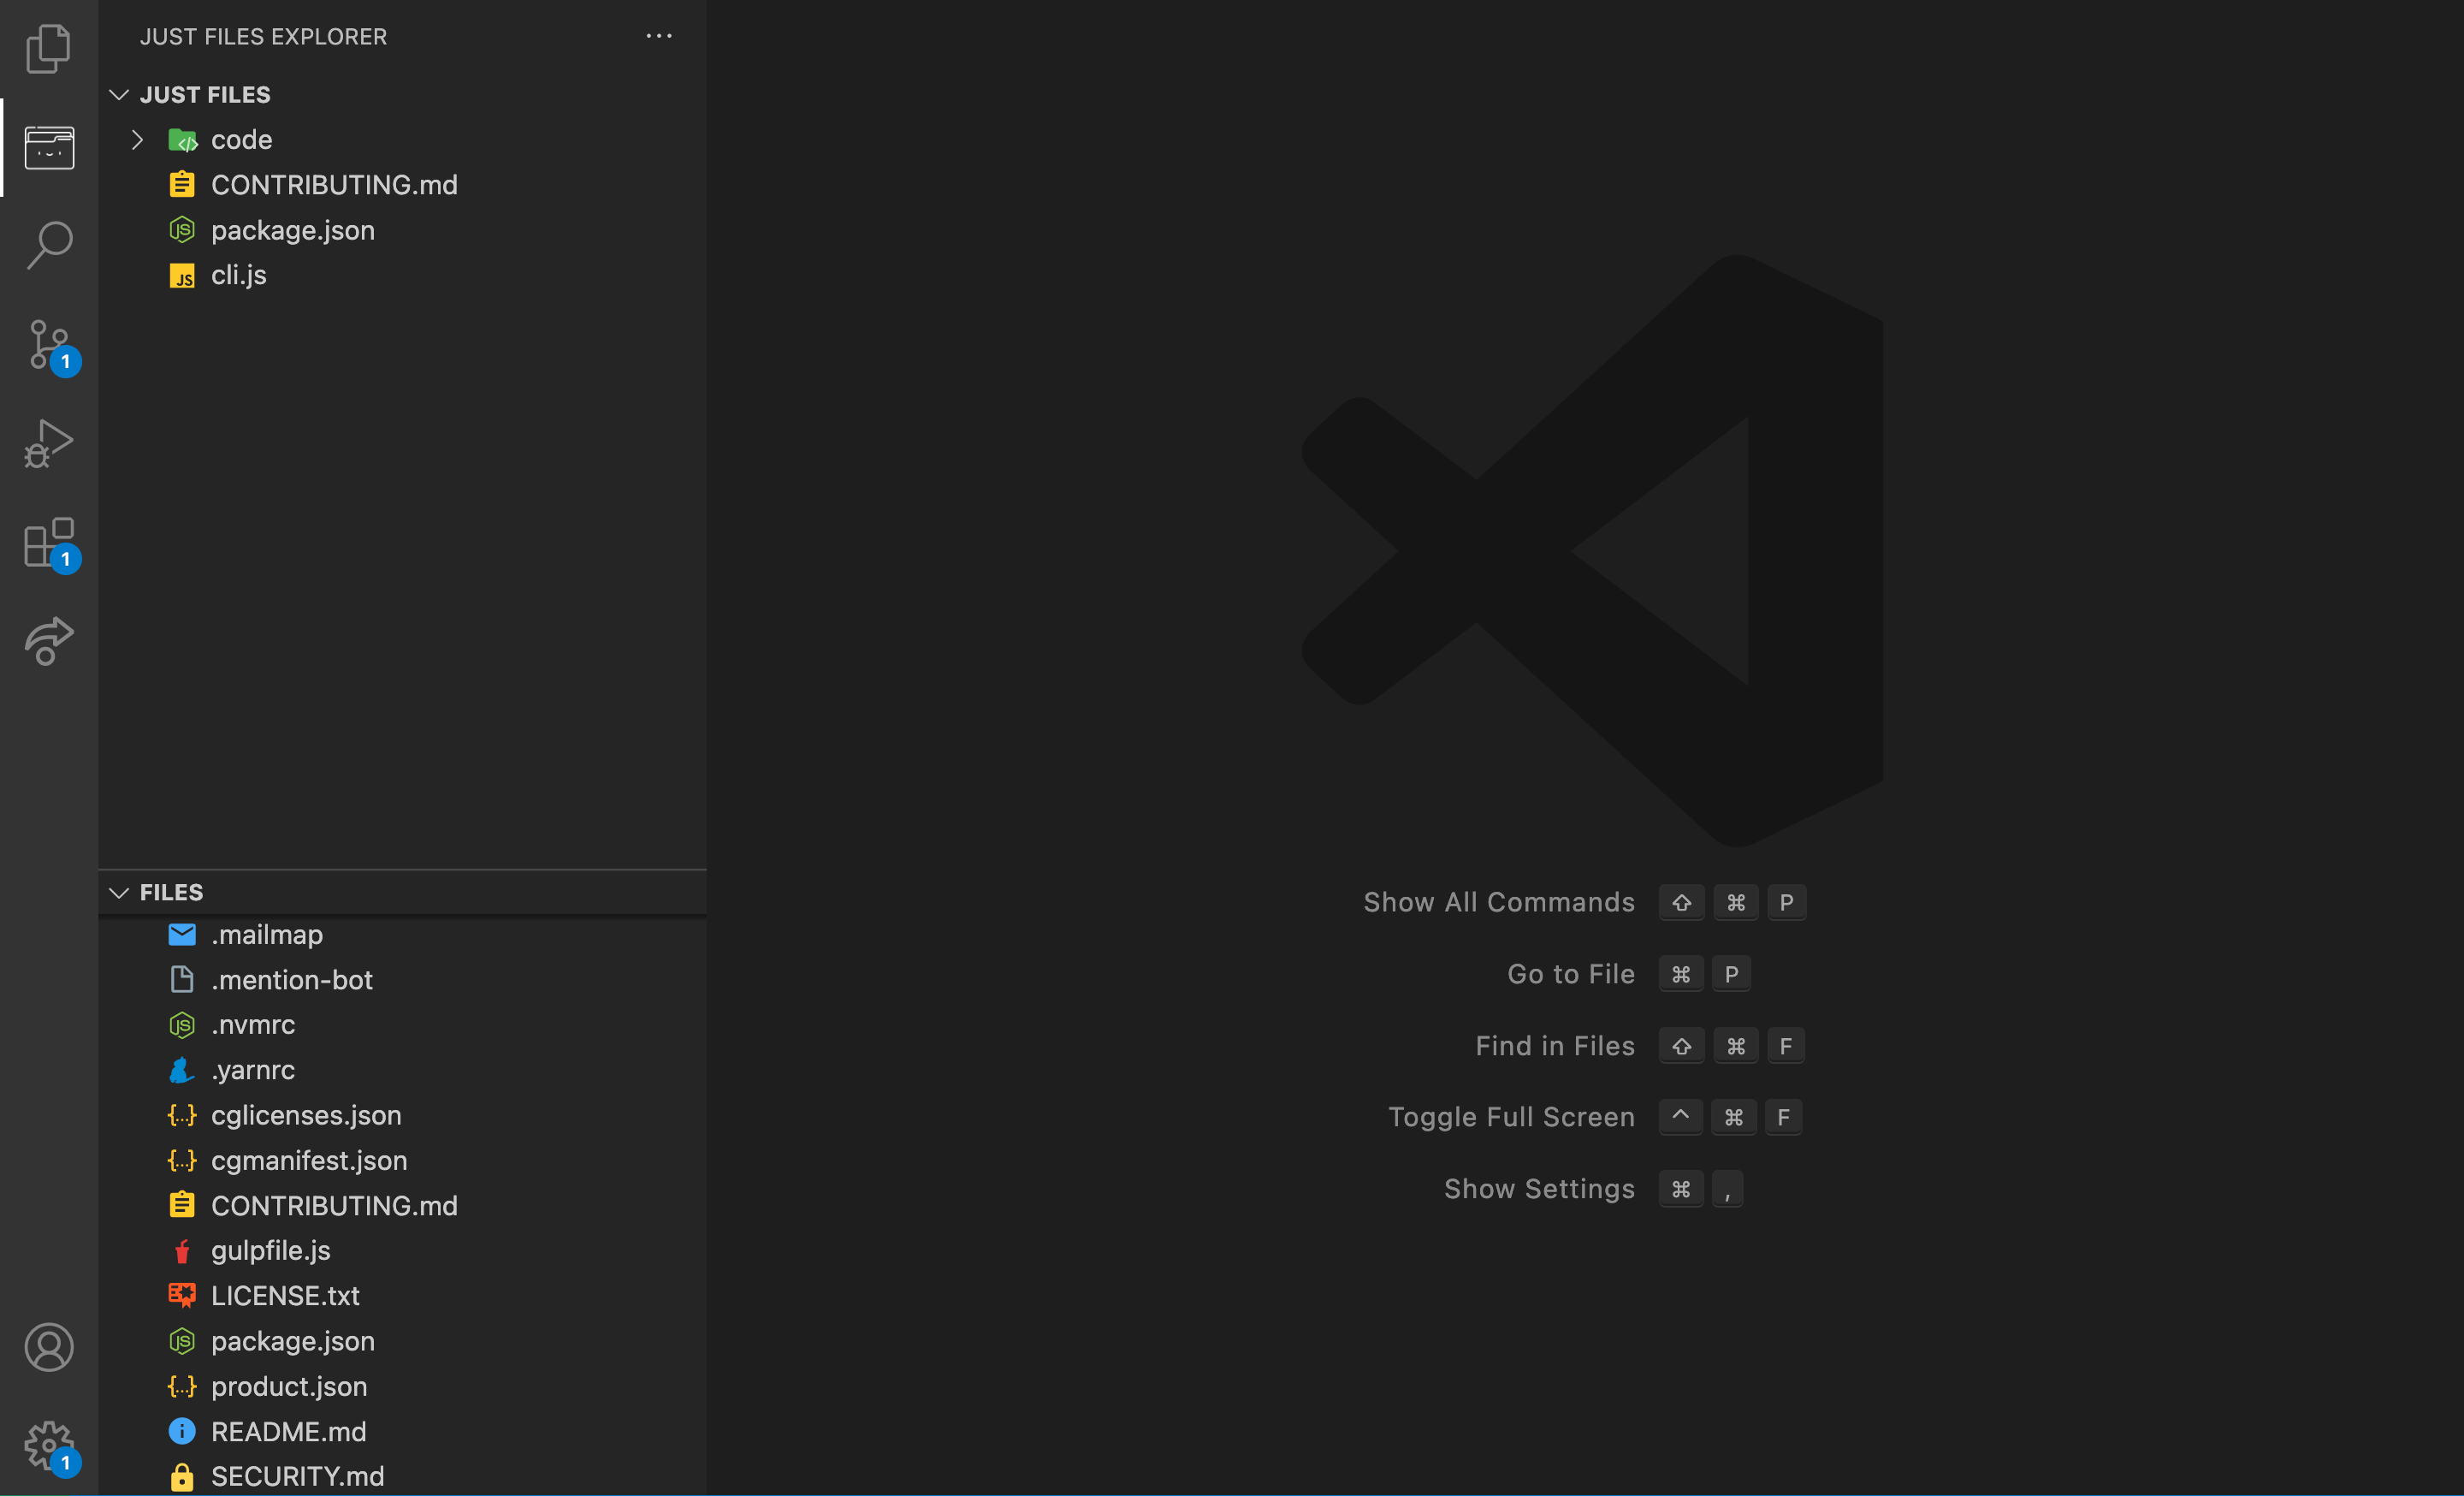 JUST FILES EXPLORER
JUST FILES
code
CONTRIBUTING.md
package.json
cli.js
1
1
FILES
.mailmap
.mention-bot
.nvmrc
.yarnrc
cglicenses.json
cgmanifest.json
CONTRIBUTING.md
gulpfile.js
LICENSE.txt
package.json
product.json
README.md
SECURITY.md
1
Show All Commands ⇧ ⌘ P
Go to File ⌘ P
Find in Files ⇧ ⌘ F
Toggle Full Screen ^ ⌘ F
Show Settings ⌘ ,